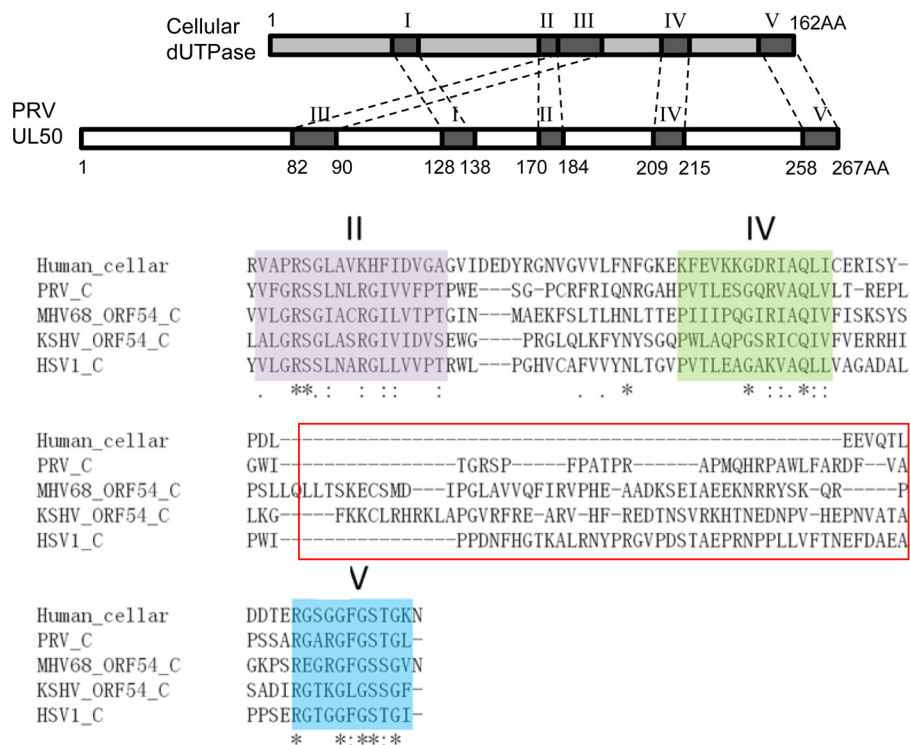 1 I II III IV V 162AA
Cellular
dUTPase
PRV
UL50
III I II IV V
1 82 90 128 138 170 184 209 215 258 267AA
II IV
Human_cellar RVAPRSGLAVKHFIDVGAGVIDEDYRGNVGVVLFNFGKEKFEVKKGDRIAQLICERISY-
PRV_C YVFGRSSLNLRGIVVFPTPWE---SG-PCRFRIQNRGAHPVTLESGQRVAQLVLT-REPL
MHV68_ORF54_C VVLGRSGIACRGILVTPTGIN---MAEKFSLTLHNLTTEPIIIPQGIRIAQIVFISKSYS
KSHV_ORF54_C LALGRSGLASRGIVIDVSEWG---PRGLQLKFYNYSGQPWLAQPGSRICQIVFVERRHI
HSV1_C YVLGRSSLNARGLLVVPTRWL---PGHVCAFVVYNLTGVPVTLEAGAKVAQLLVAGADAL
. **: : :: : . . * * ::.*::
Human_cellar PDL---------------------------------------------------EEVQTL
PRV_C GWI----------------TGRSP-----FPATPR------APMQHRPAWLFARDF--VA
MHV68_ORF54_C PSLLQLLTSKECSMD---IPGLAVVQFIRVPHE-AADKSEIAEEKNRRYSK-QR-----P
KSHV_ORF54_C LKG-----FKKCLRHRKLAPGVRFRE-ARV-HF-REDTNSVRKHTNEDNPV-HEPNVATA
HSV1_C PWI----------------PPDNFHGTKALRNYPRGVPDSTAEPRNPPLLVFTNEFDAEA
V
Human_cellar DDTERGSGGFGSTGKN
PRV_C PSSARGARGFGSTGL-
MHV68_ORF54_C GKPSREGRGFGSSGVN
KSHV_ORF54_C SADIRGTKGLGSSGF-
HSV1_C PPSERGTGGFGSTGI-
* *:**:*